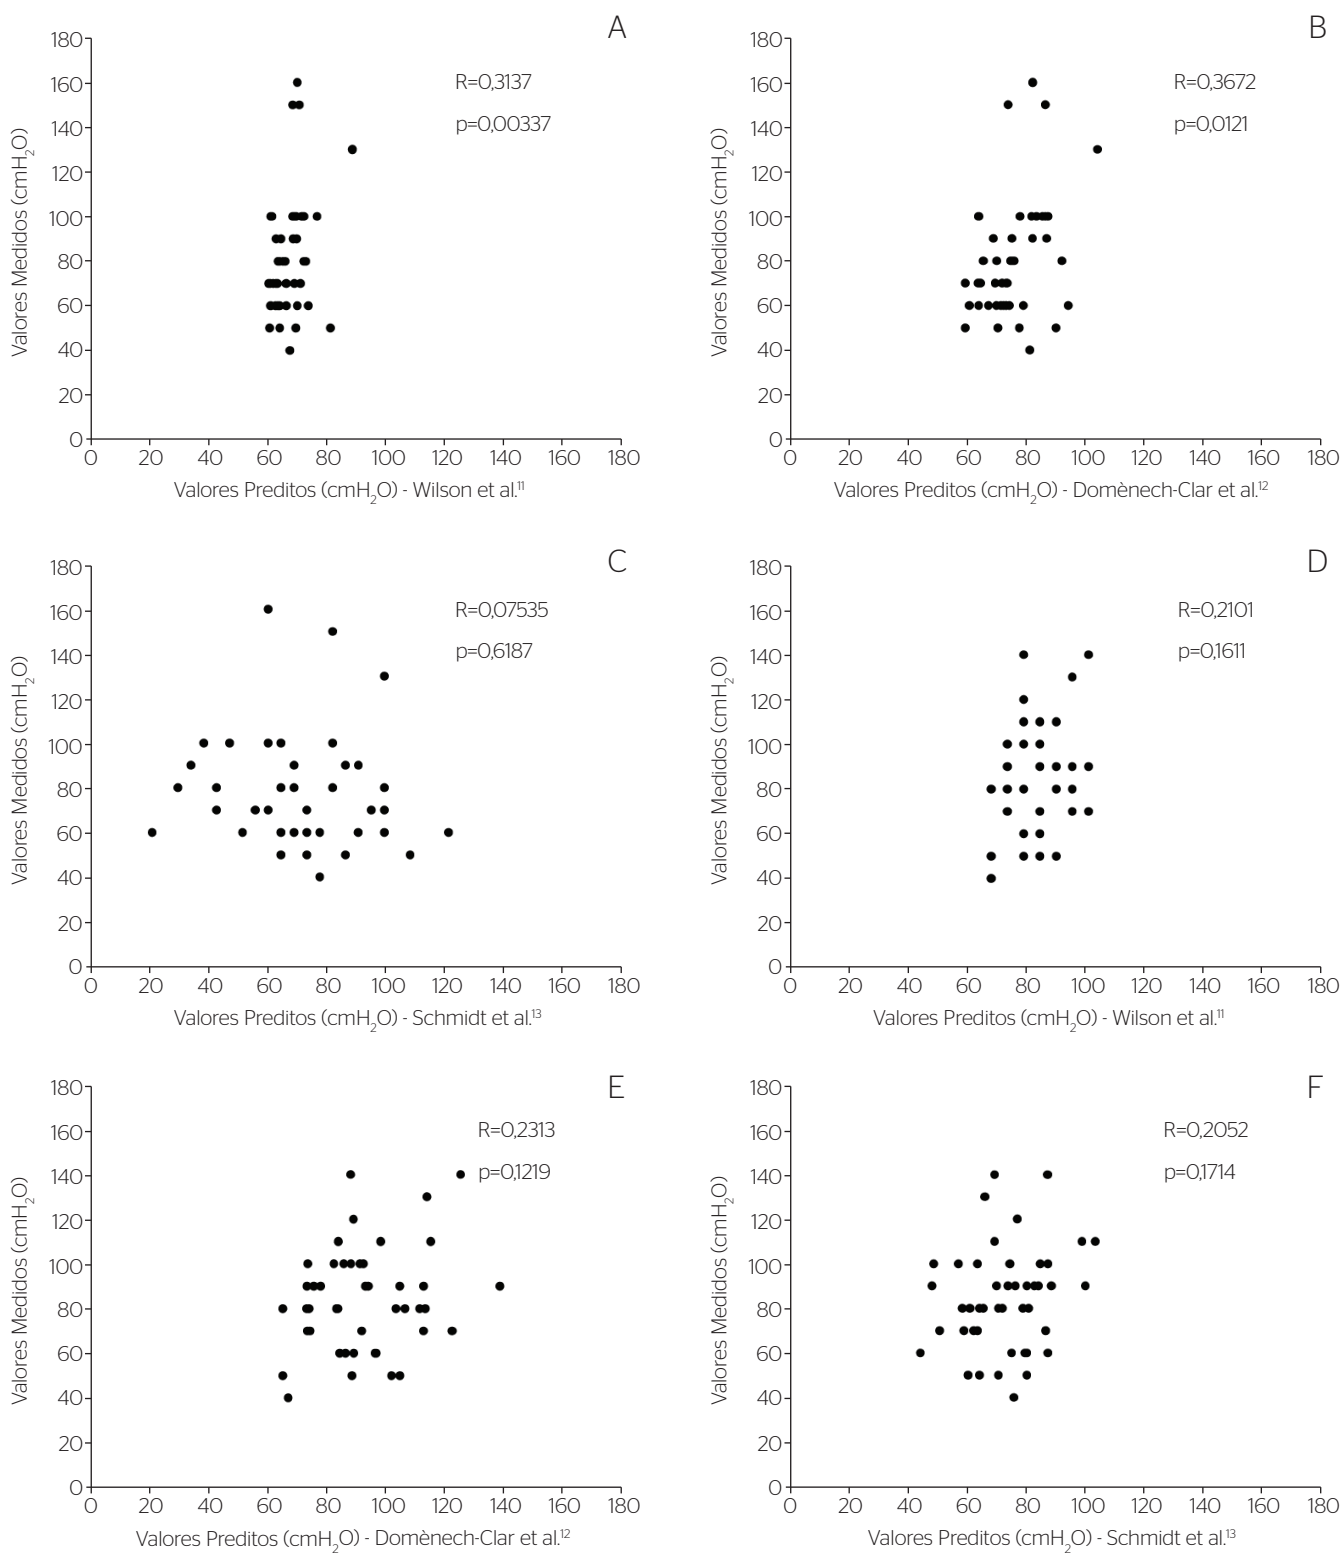 A
180
160
140
120
100
80
60
40
20
0
Valores Medidos (cmH₂O)
R=0,3137
p=0,00337
0 20 40 60 80 100 120 140 160 180
Valores Preditos (cmH₂O) - Wilson et al.¹¹
B
180
160
140
120
100
80
60
40
20
0
Valores Medidos (cmH₂O)
R=0,3672
p=0,0121
0 20 40 60 80 100 120 140 160 180
Valores Preditos (cmH₂O) - Domènech-Clar et al.¹²
C
180
160
140
120
100
80
60
40
20
0
Valores Medidos (cmH₂O)
R=0,07535
p=0,6187
0 20 40 60 80 100 120 140 160 180
Valores Preditos (cmH₂O) - Schmidt et al.¹³
D
180
160
140
120
100
80
60
40
20
0
Valores Medidos (cmH₂O)
R=0,2101
p=0,1611
0 20 40 60 80 100 120 140 160 180
Valores Preditos (cmH₂O) - Wilson et al.¹¹
E
180
160
140
120
100
80
60
40
20
0
Valores Medidos (cmH₂O)
R=0,2313
p=0,1219
0 20 40 60 80 100 120 140 160 180
Valores Preditos (cmH₂O) - Domènech-Clar et al.¹²
F
180
160
140
120
100
80
60
40
20
0
Valores Medidos (cmH₂O)
R=0,2052
p=0,1714
0 20 40 60 80 100 120 140 160 180
Valores Preditos (cmH₂O) - Schmidt et al.¹³